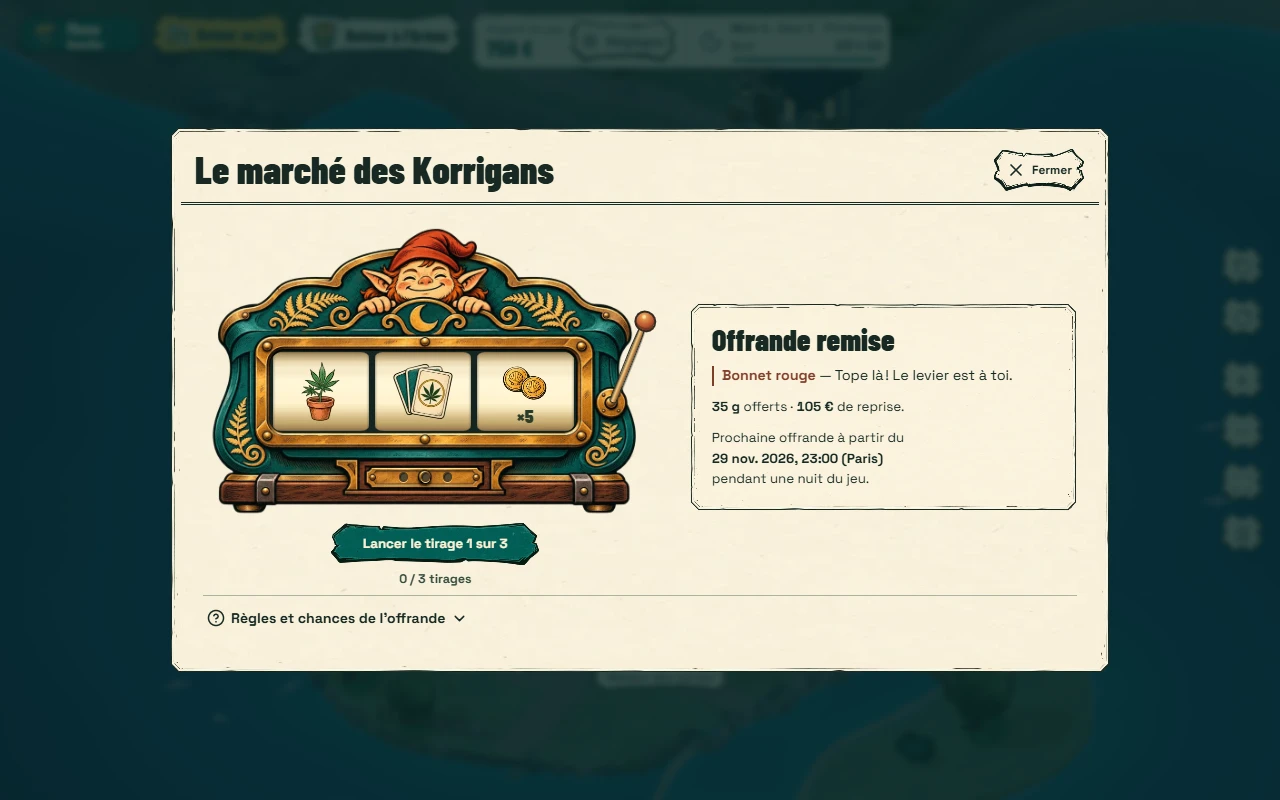 Le marché des Korrigans
Fermer
Offrande remise
Bonnet rouge — Tope là! Le levier est à toi.
35 g offerts · 105 € de reprise.
Prochaine offrande à partir du
29 nov. 2026, 23:00 (Paris)
pendant une nuit du jeu.
×5
Lancer le tirage 1 sur 3
0 / 3 tirages
Règles et chances de l'offrande